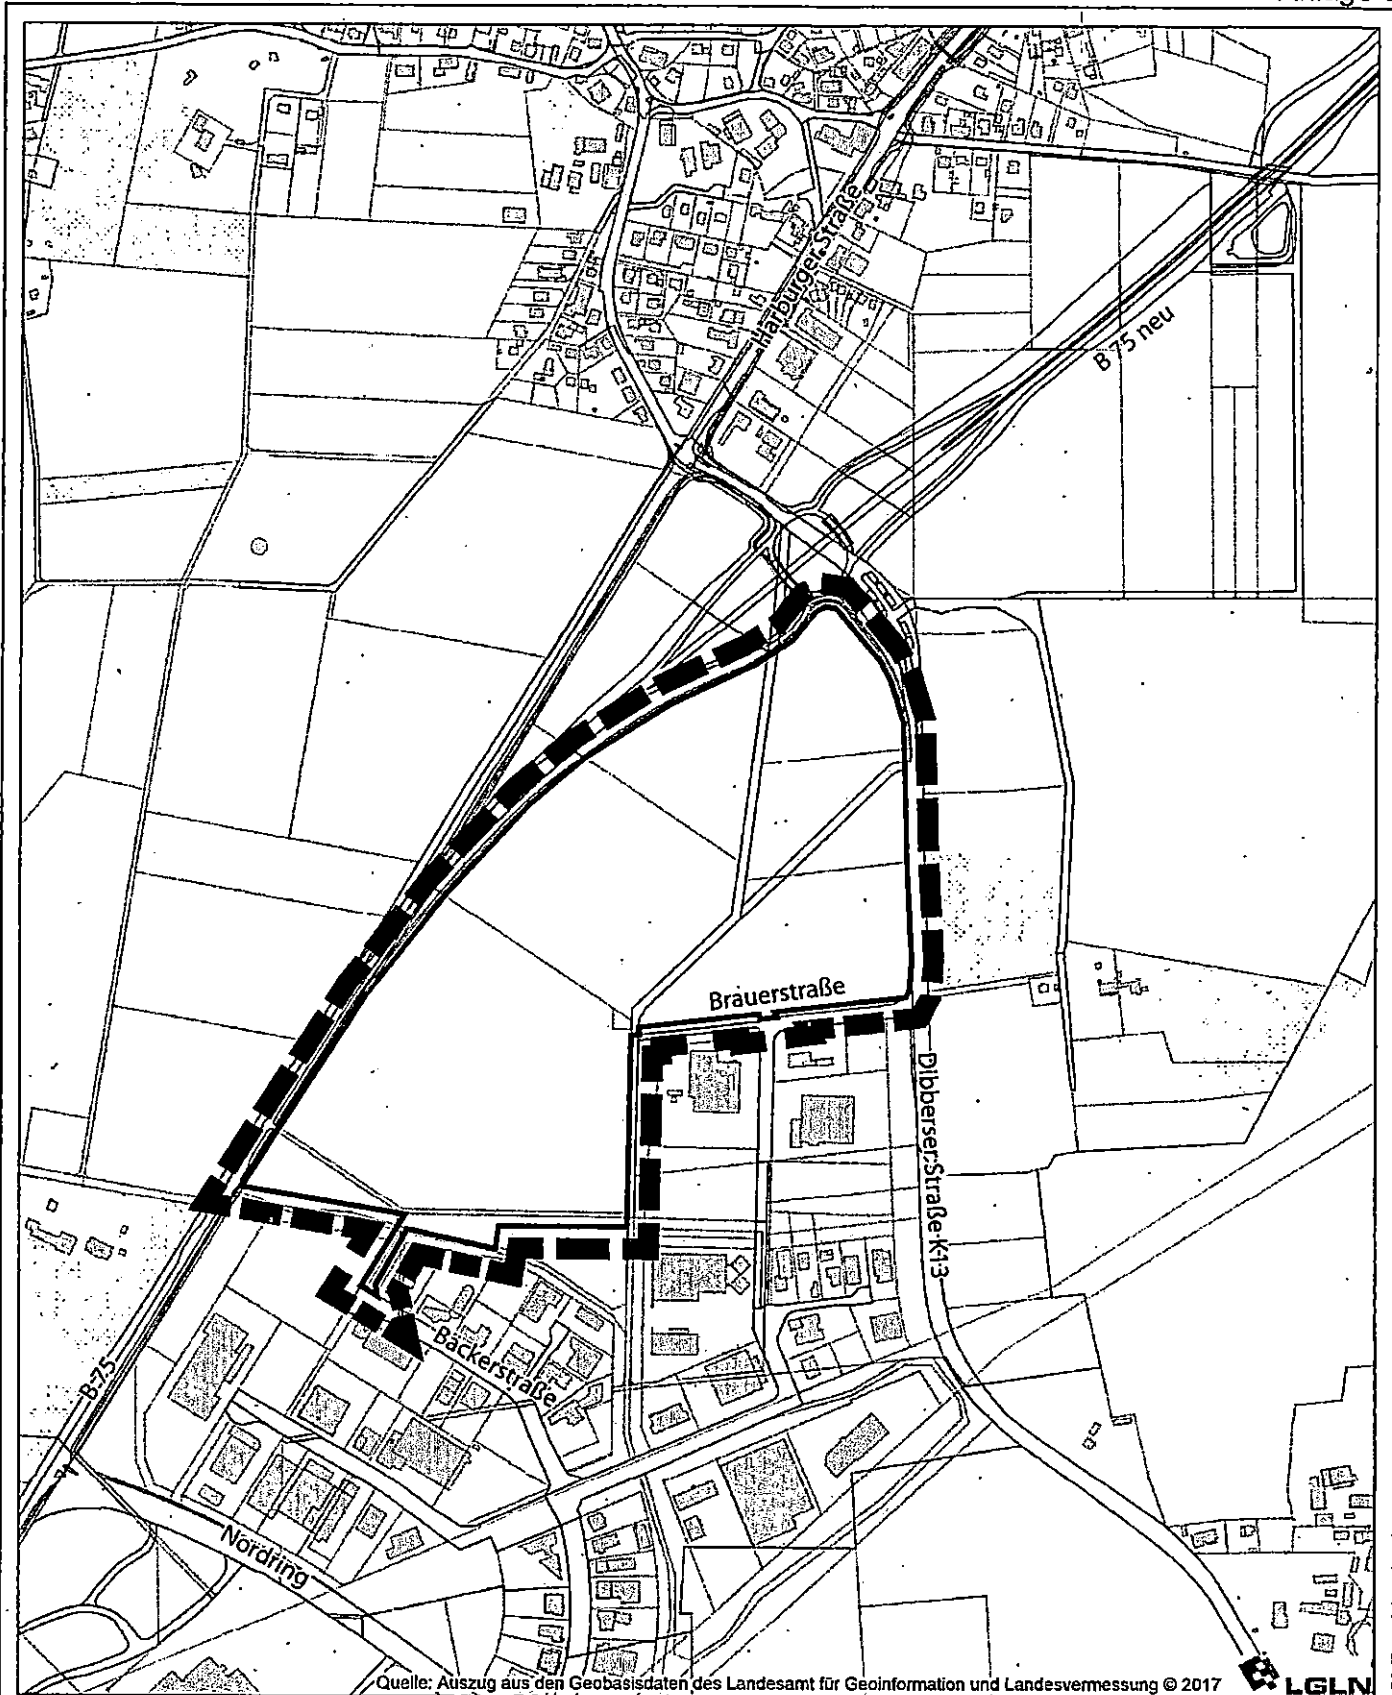 Harburger Straße
B 75 neu
Brauerstraße
Dibberser Straße K13
Bäckerstraße
B 75
Nordring
Quelle: Auszug aus den Geobasisdaten des Landesamt für Geoinformation und Landesvermessung © 2017
LGLN